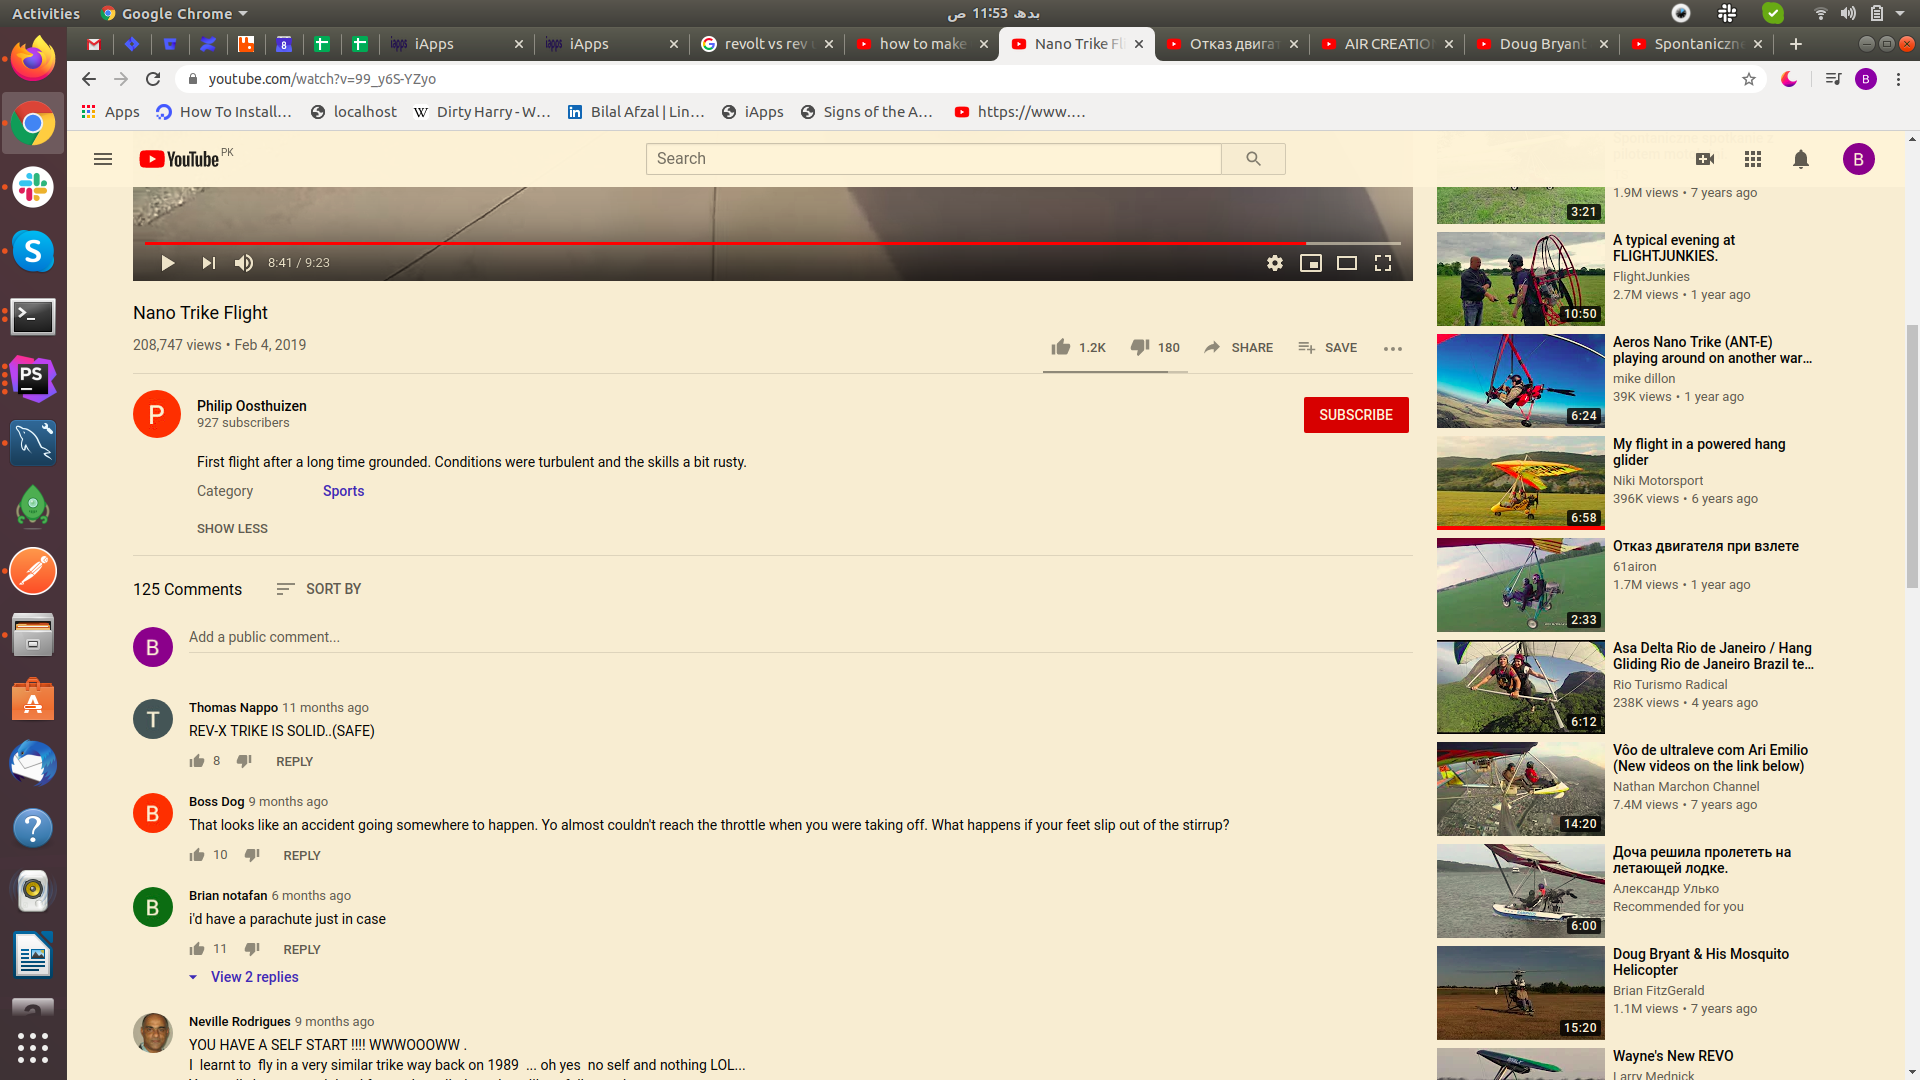 Activities
Google Chrome
بدھ 11:53 ص
iApps
iApps
revolt vs rev
how to make
Nano Trike Fl
Отказ двигат
AIR CREATION
Doug Bryant
Spontaniczn
youtube.com/watch?v=99_y6S-YZyo
B
Apps
How To Install...
localhost
W
Dirty Harry - W...
in
Bilal Afzal | Lin...
iApps
Signs of the A...
https://www....
YouTube PK
Search
B
8:41 / 9:23
Nano Trike Flight
208,747 views • Feb 4, 2019
1.2K
180
SHARE
SAVE
P
Philip Oosthuizen
927 subscribers
SUBSCRIBE
First flight after a long time grounded. Conditions were turbulent and the skills a bit rusty.
Category
Sports
SHOW LESS
125 Comments
SORT BY
B
Add a public comment...
T
Thomas Nappo 11 months ago
REV-X TRIKE IS SOLID..(SAFE)
8
REPLY
B
Boss Dog 9 months ago
That looks like an accident going somewhere to happen. Yo almost couldn't reach the throttle when you were taking off. What happens if your feet slip out of the stirrup?
10
REPLY
B
Brian notafan 6 months ago
i'd have a parachute just in case
11
REPLY
View 2 replies
Neville Rodrigues 9 months ago
YOU HAVE A SELF START !!!! WWWOOOWW .
I learnt to fly in a very similar trike way back on 1989 ... oh yes no self and nothing LOL...
1.9M views • 7 years ago
3:21
A typical evening at
FLIGHTJUNKIES.
FlightJunkies
2.7M views • 1 year ago
10:50
Aeros Nano Trike (ANT-E)
playing around on another war...
mike dillon
39K views • 1 year ago
6:24
My flight in a powered hang
glider
Niki Motorsport
396K views • 6 years ago
6:58
Отказ двигателя при взлете
61airon
1.7M views • 1 year ago
2:33
Asa Delta Rio de Janeiro / Hang
Gliding Rio de Janeiro Brazil te...
Rio Turismo Radical
238K views • 4 years ago
6:12
Vôo de ultraleve com Ari Emilio
(New videos on the link below)
Nathan Marchon Channel
7.4M views • 7 years ago
14:20
Доча решила пролететь на
летающей лодке.
Александр Улько
Recommended for you
6:00
Doug Bryant & His Mosquito
Helicopter
Brian FitzGerald
1.1M views • 7 years ago
15:20
Wayne's New REVO
Larry Mednick
S
PS
8